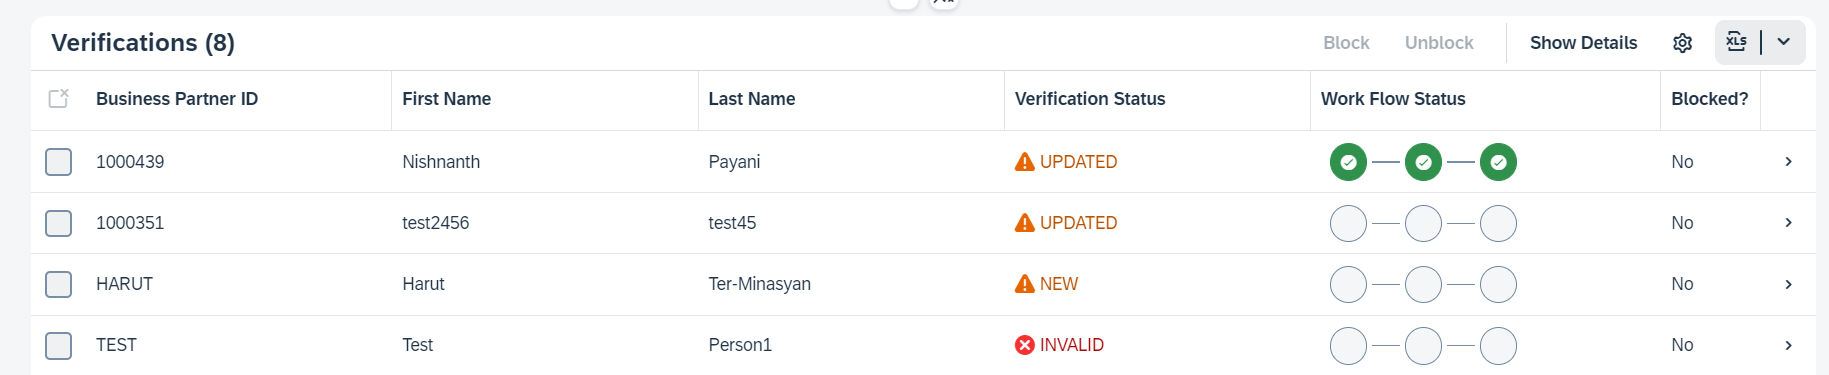 Verifications (8)
Block Unblock Show Details XLS
Business Partner ID First Name Last Name Verification Status Work Flow Status Blocked?
1000439 Nishnanth Payani UPDATED No
1000351 test2456 test45 UPDATED No
HARUT Harut Ter-Minasyan NEW No
TEST Test Person1 INVALID No